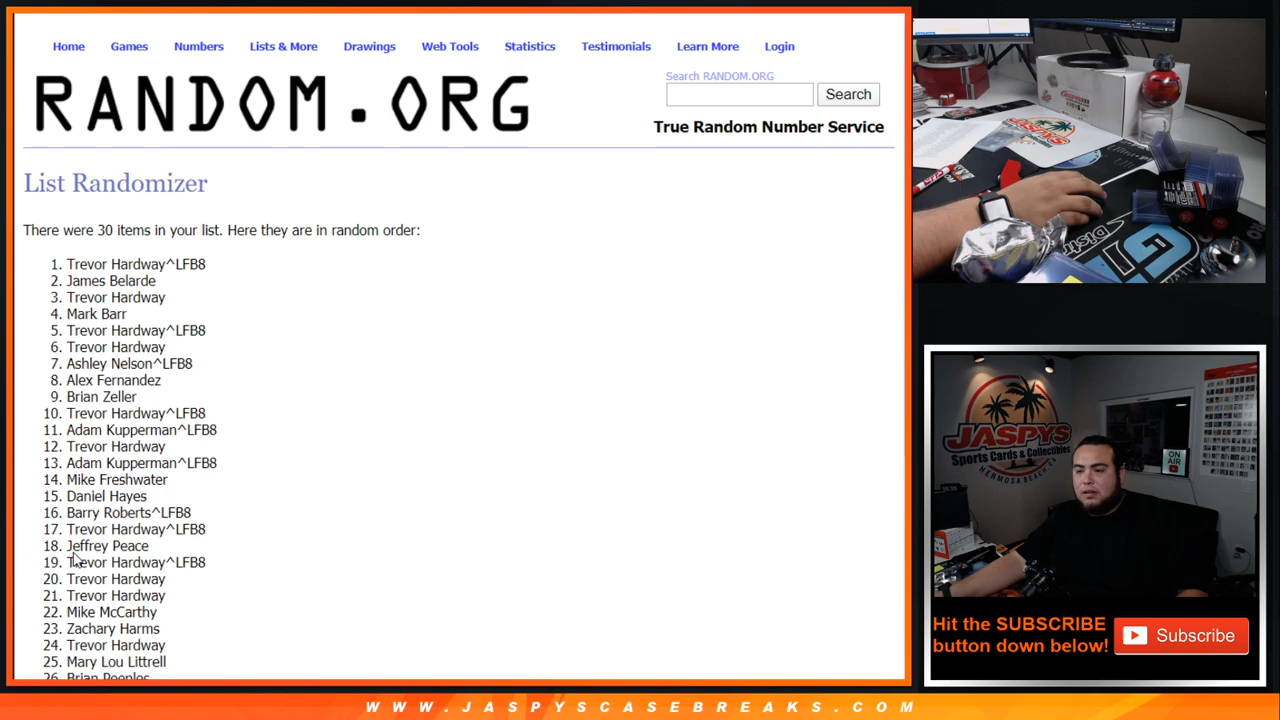 Home Games Numbers Lists & More Drawings Web Tools Statistics Testimonials Learn More Login
RANDOM.ORG
Search RANDOM.ORG
Search
True Random Number Service
List Randomizer
There were 30 items in your list. Here they are in random order:
1. Trevor Hardway^LFB8
2. James Belarde
3. Trevor Hardway
4. Mark Barr
5. Trevor Hardway^LFB8
6. Trevor Hardway
7. Ashley Nelson^LFB8
8. Alex Fernandez
9. Brian Zeller
10. Trevor Hardway^LFB8
11. Adam Kupperman^LFB8
12. Trevor Hardway
13. Adam Kupperman^LFB8
14. Mike Freshwater
15. Daniel Hayes
16. Barry Roberts^LFB8
17. Trevor Hardway^LFB8
18. Jeffrey Peace
19. Trevor Hardway^LFB8
20. Trevor Hardway
21. Trevor Hardway
22. Mike McCarthy
23. Zachary Harms
24. Trevor Hardway
25. Mary Lou Littrell
26. Brian Peeples
JASPYS
JASPYS
Sports Cards & Collectibles
HERMOSA BEACH, CA
ON AIR
Hit the SUBSCRIBE
button down below!
Subscribe
WWW.JASPYSCASEBREAKS.COM